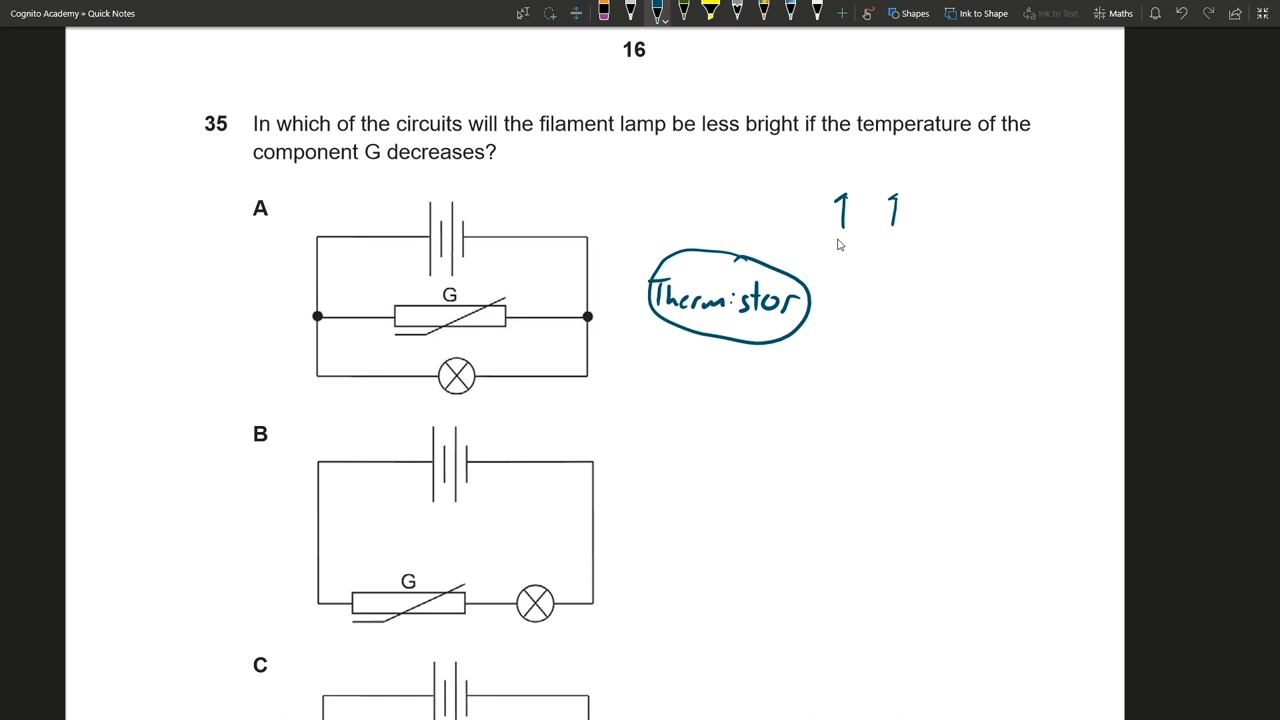 Cognito Academy » Quick Notes
Shapes
Ink to Shape
Ink to Text
Maths
16
35 In which of the circuits will the filament lamp be less bright if the temperature of the
component G decreases?
A
G
Thermistor
B
G
C